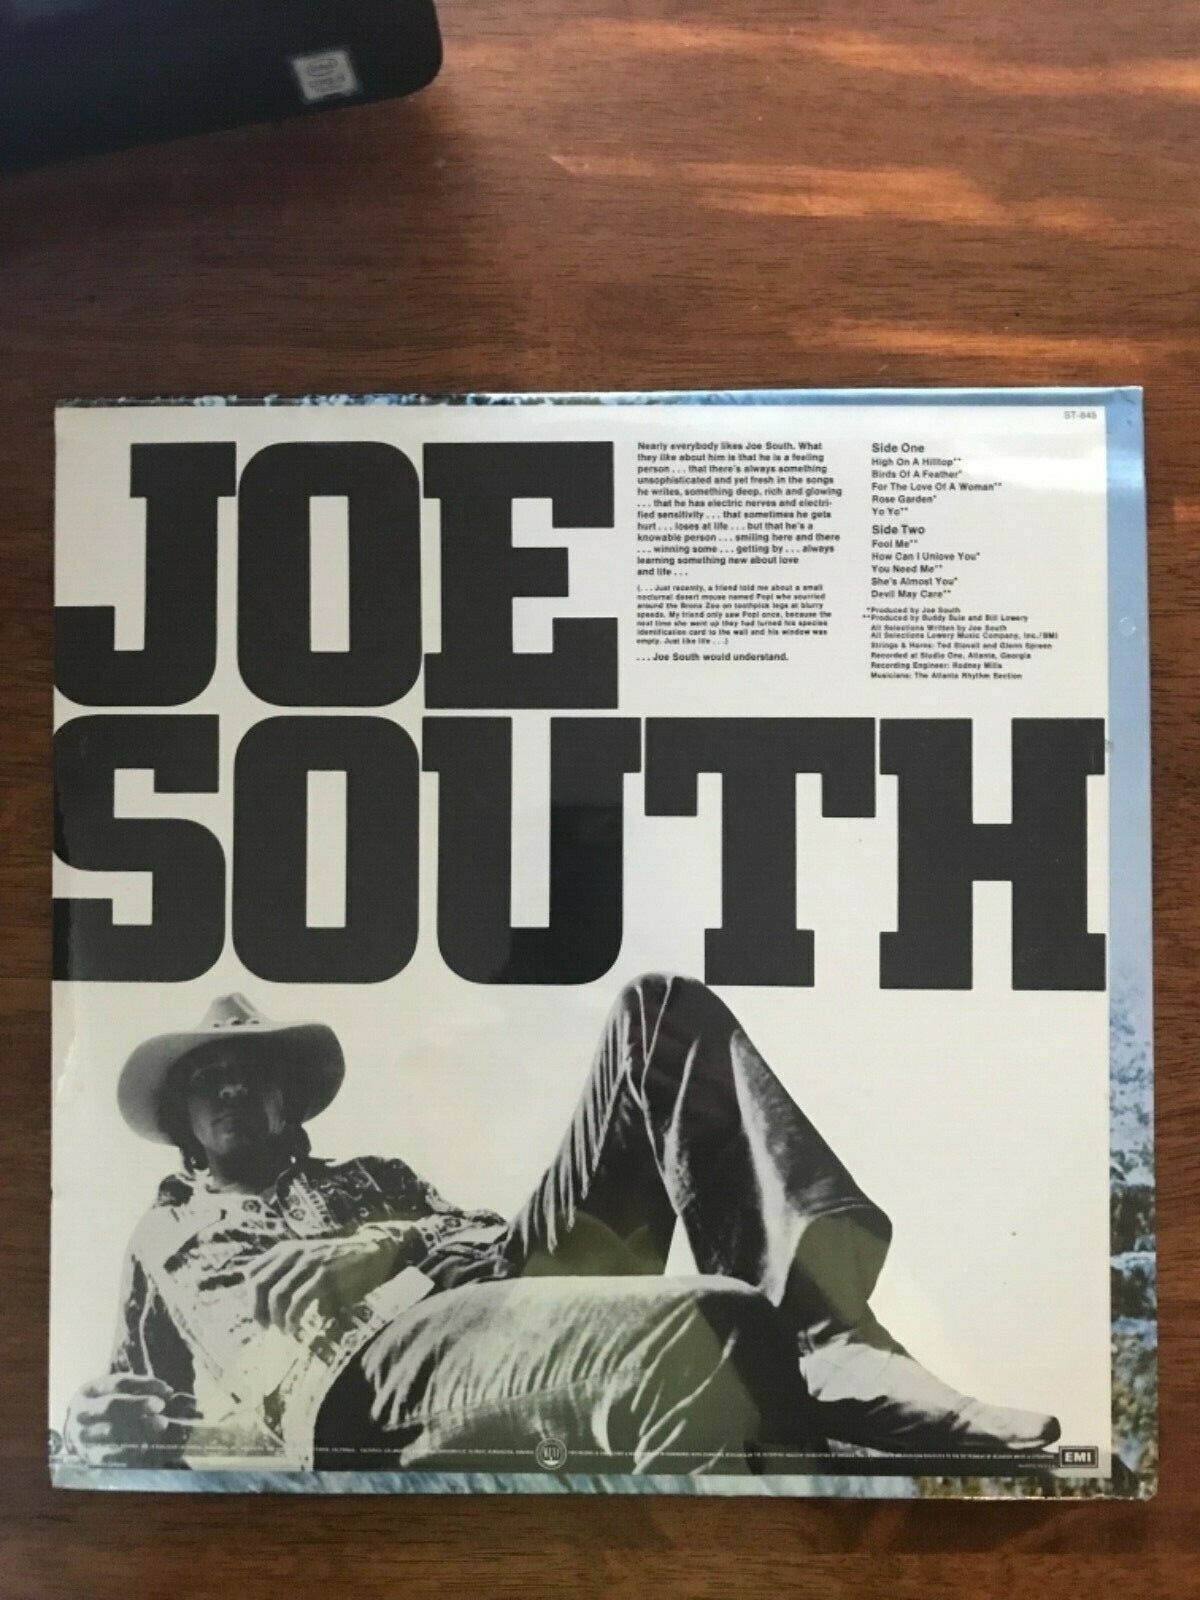 intel
ST-845
JOE
SOUTH
Nearly everybody likes Joe South. What
they like about him is that he is a feeling
person . . . that there's always something
unsophisticated and yet fresh in the songs
he writes, something deep, rich and glowing
. . . that he has electric nerves and electri-
fied sensitivity . . . that sometimes he gets
hurt . . . loses at life . . . but that he's a
knowable person . . . smiling here and there
. . . winning some . . . getting by . . . always
learning something new about love
and life . . .
(. . . Just recently, a friend told me about a small
nocturnal desert mouse named Popi who scurried
around the Bronx Zoo on toothpick legs at blurry
speeds. My friend only saw Popi once, because the
next time she went up they had turned his species
identification card to the wall and his window was
empty. Just like life . . .)
. . . Joe South would understand.
Side One
High On A Hilltop**
Birds Of A Feather*
For The Love Of A Woman**
Rose Garden*
Yo Yo**
Side Two
Fool Me**
How Can I Unlove You*
You Need Me**
She's Almost You*
Devil May Care**
*Produced by Joe South
**Produced by Buddy Buie and Bill Lowery
All Selections Written by Joe South
All Selections Lowery Music Company, Inc./BMI
Strings & Horns: Ted Stovall and Glenn Spreen
Recorded at Studio One, Atlanta, Georgia
Recording Engineer: Rodney Mills
Musicians: The Atlanta Rhythm Section
EMI